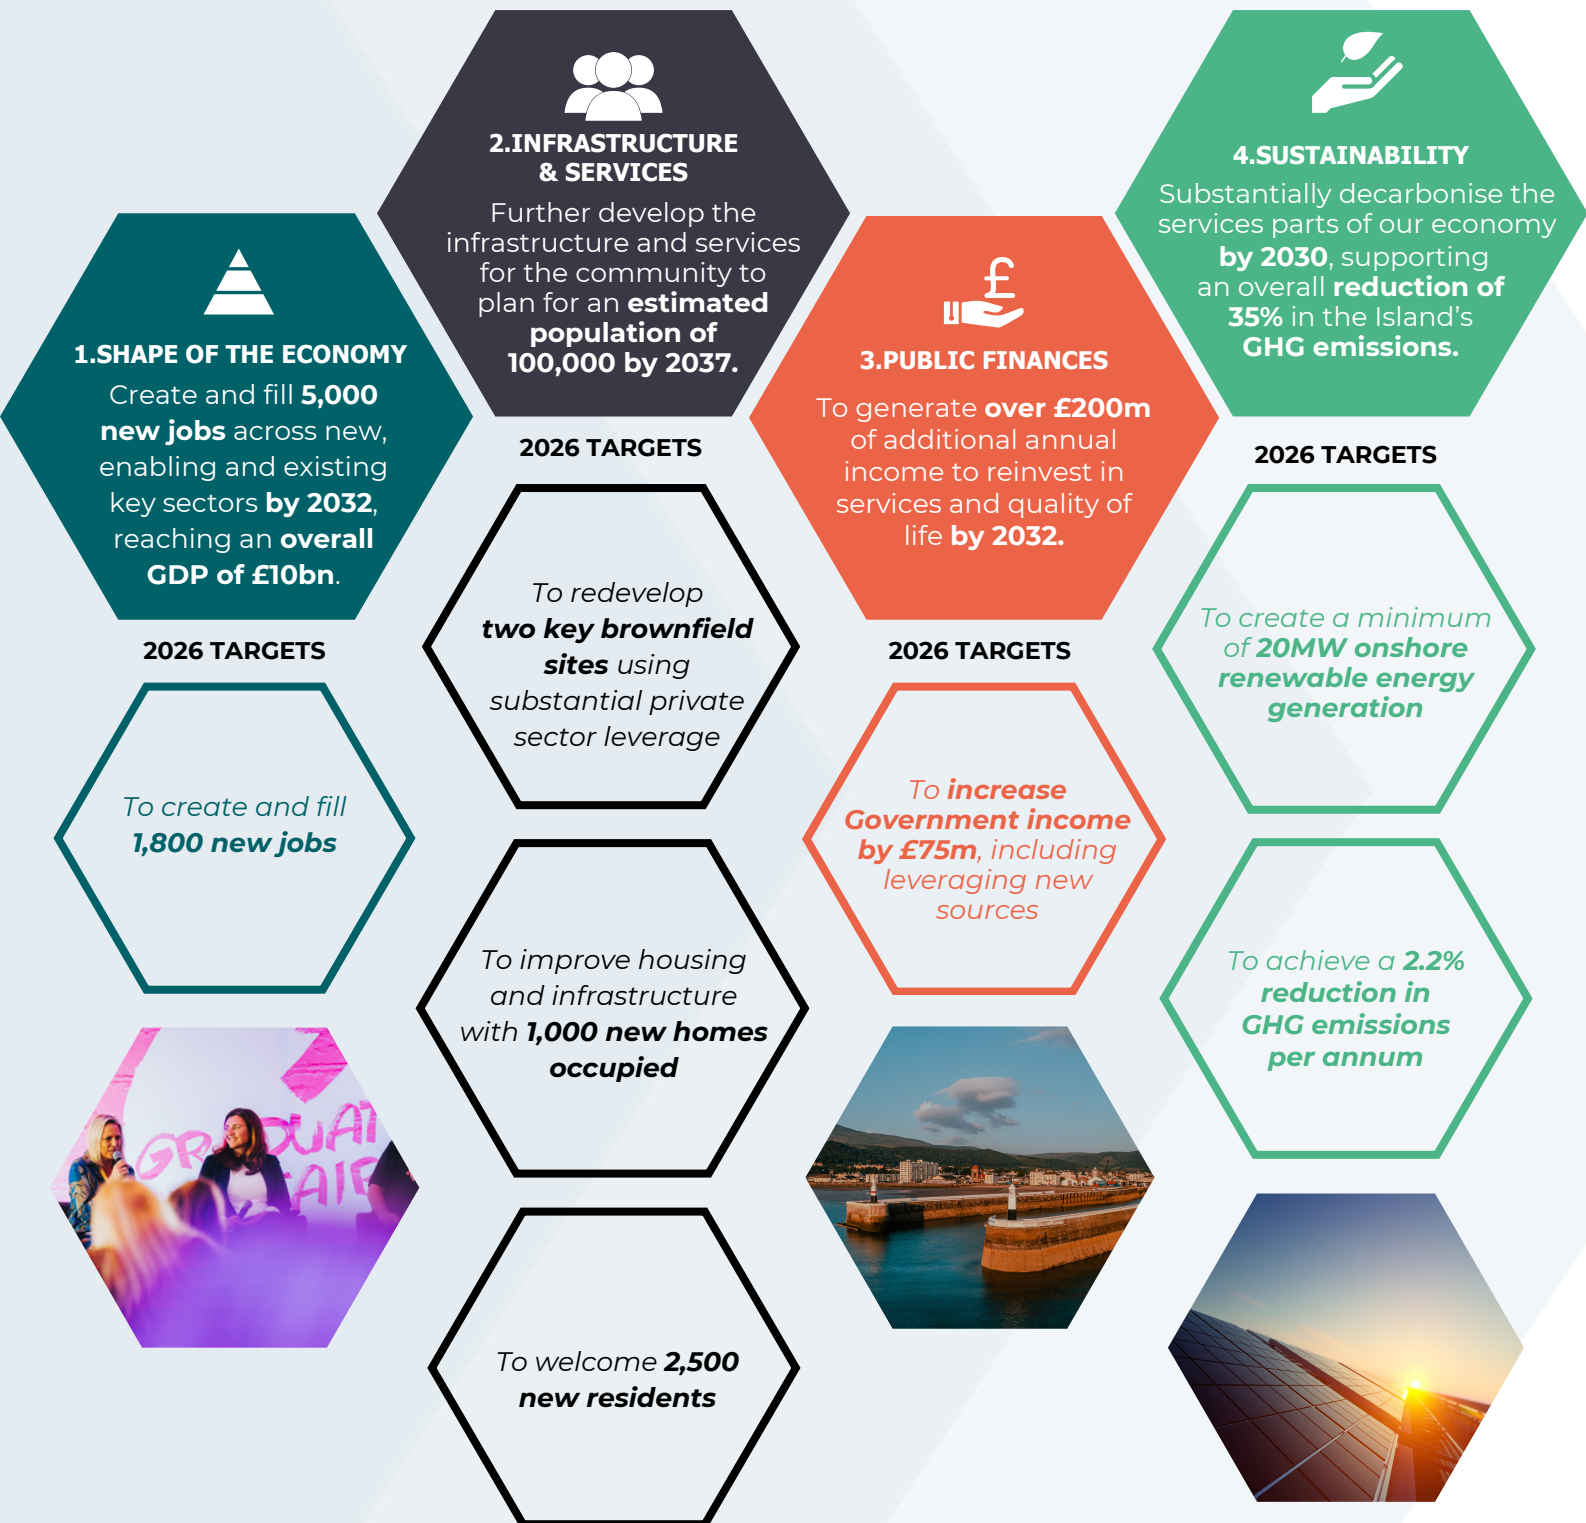 1.SHAPE OF THE ECONOMY
Create and fill 5,000
new jobs across new,
enabling and existing
key sectors by 2032,
reaching an overall
GDP of £10bn.
2026 TARGETS
To create and fill
1,800 new jobs
GRADUAT
FAIR
2.INFRASTRUCTURE
& SERVICES
Further develop the
infrastructure and services
for the community to
plan for an estimated
population of
100,000 by 2037.
2026 TARGETS
To redevelop
two key brownfield
sites using
substantial private
sector leverage
To improve housing
and infrastructure
with 1,000 new homes
occupied
To welcome 2,500
new residents
£
3.PUBLIC FINANCES
To generate over £200m
of additional annual
income to reinvest in
services and quality of
life by 2032.
2026 TARGETS
To increase
Government income
by £75m, including
leveraging new
sources
4.SUSTAINABILITY
Substantially decarbonise the
services parts of our economy
by 2030, supporting
an overall reduction of
35% in the Island's
GHG emissions.
2026 TARGETS
To create a minimum
of 20MW onshore
renewable energy
generation
To achieve a 2.2%
reduction in
GHG emissions
per annum